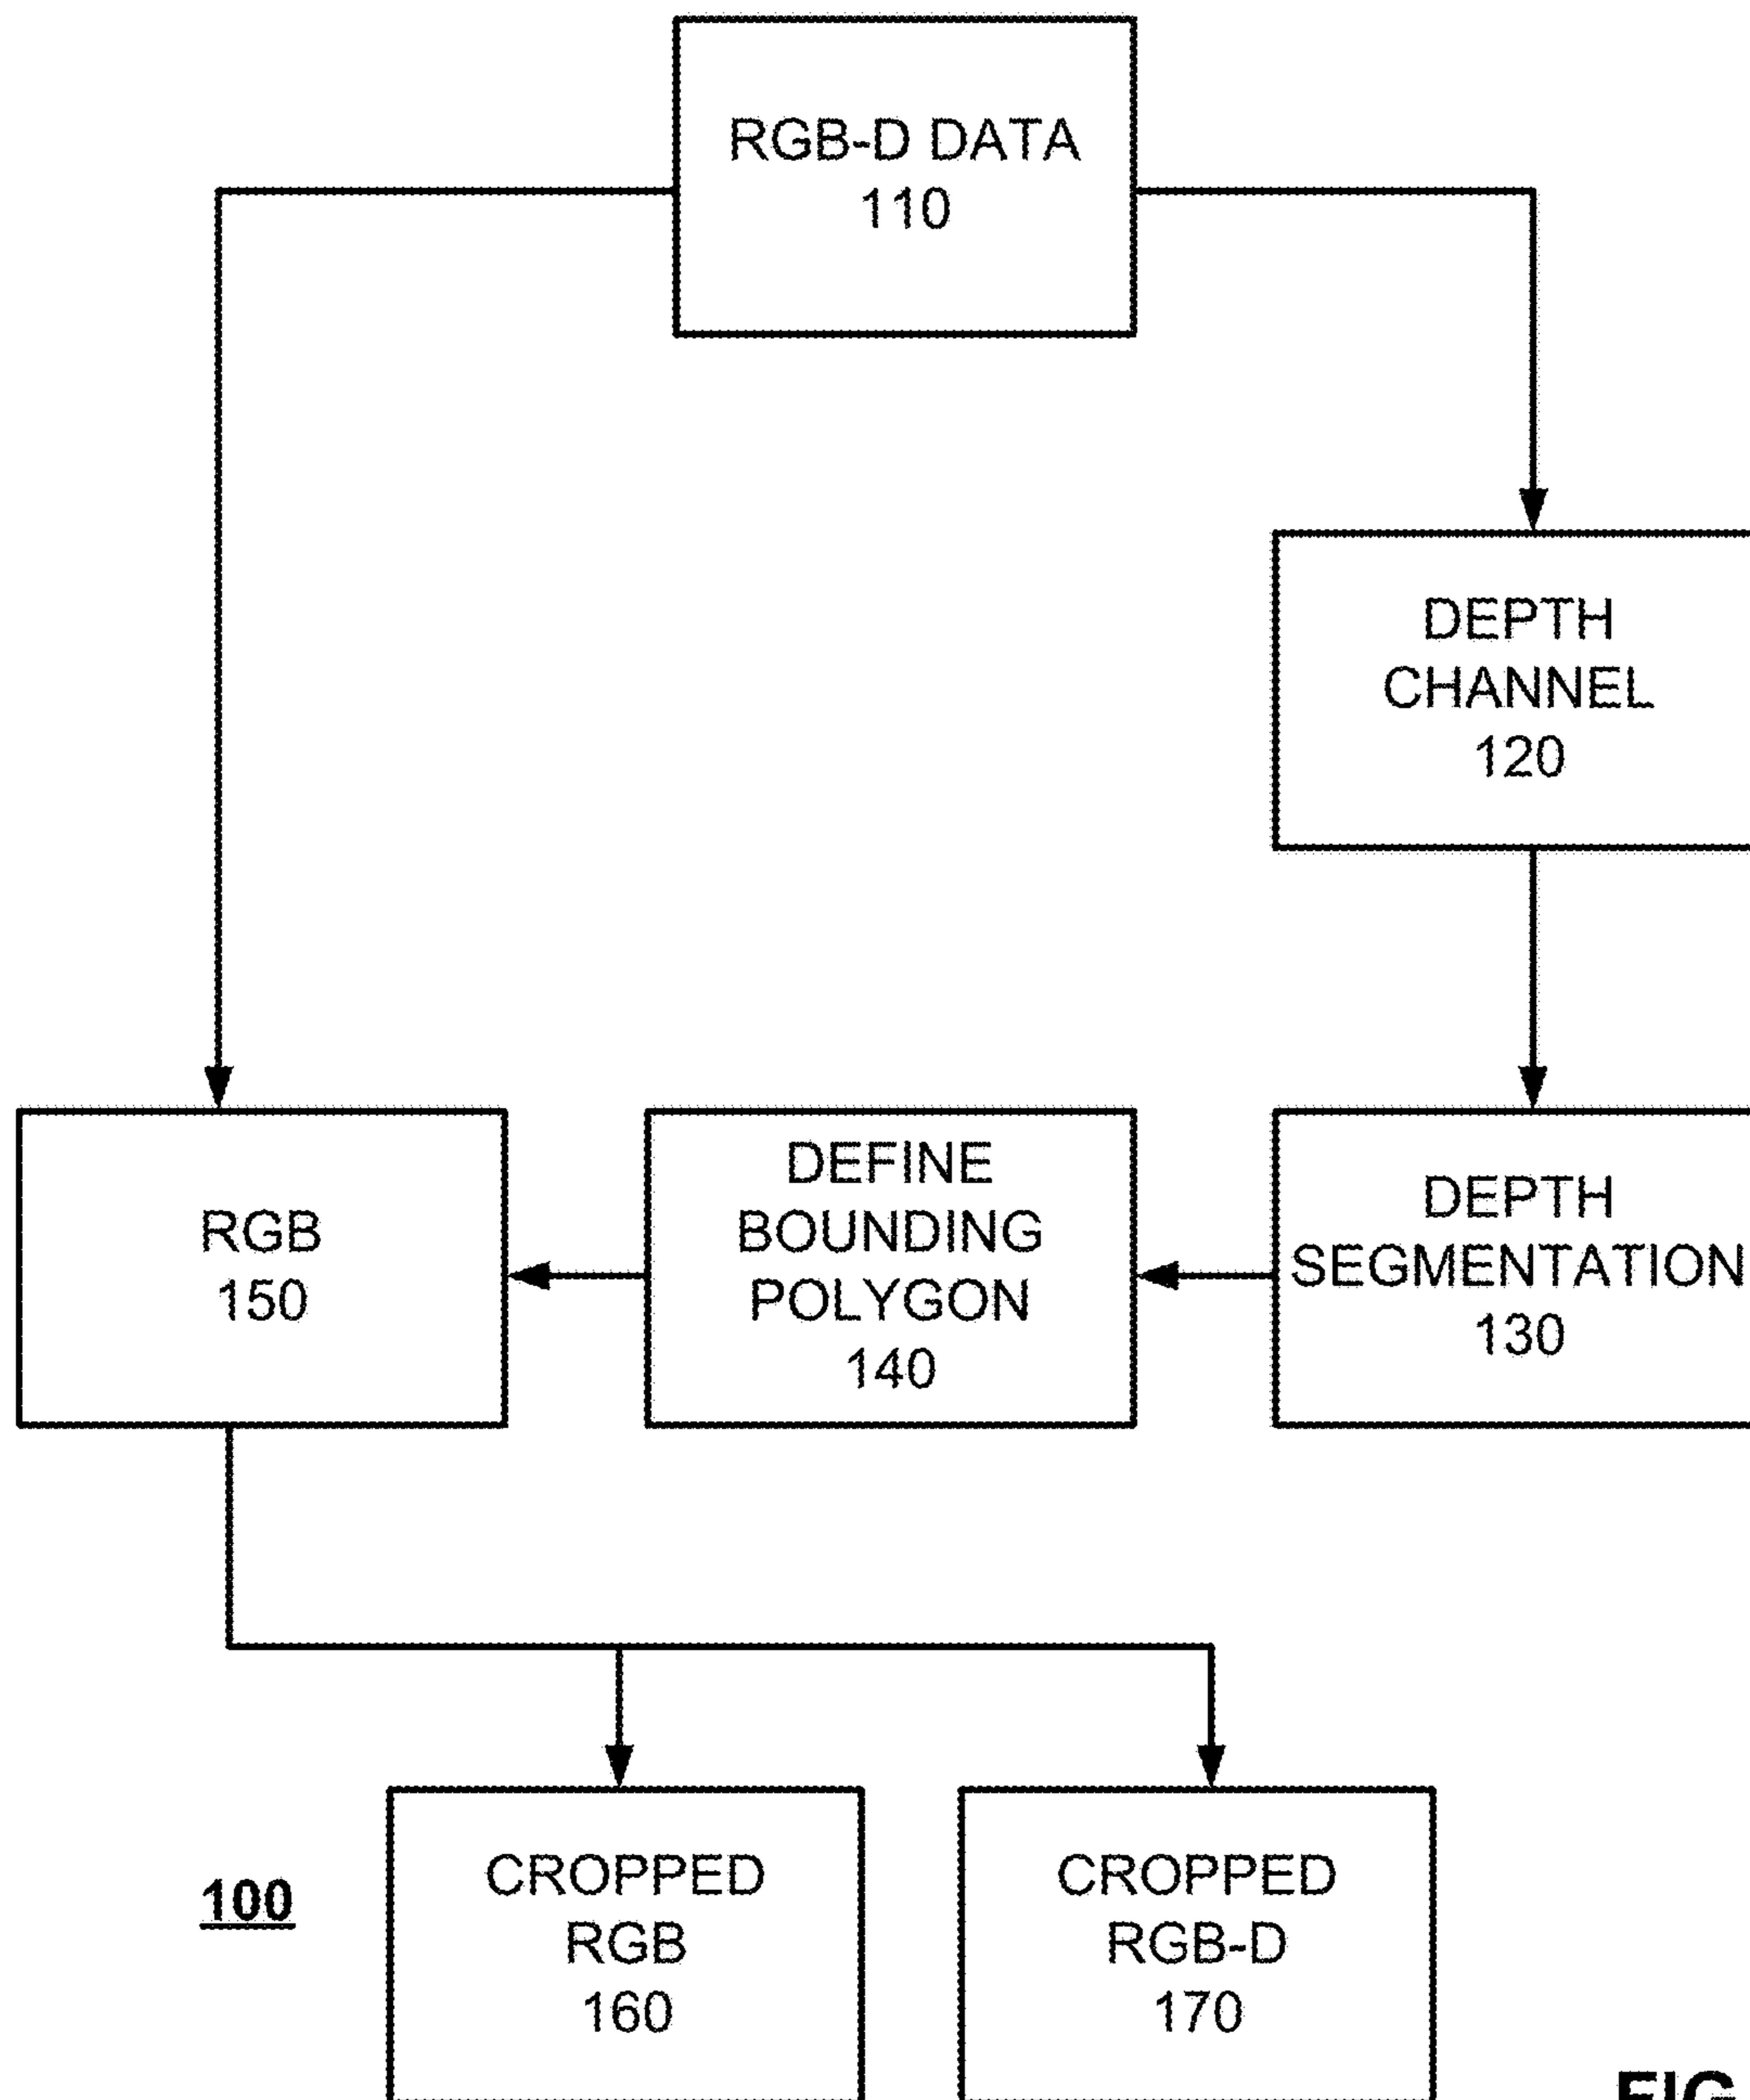 RGB-D DATA
110
DEPTH
CHANNEL
120
RGB
150
DEFINE
BOUNDING
POLYGON
140
DEPTH
SEGMENTATION
130
100
CROPPED
RGB
160
CROPPED
RGB-D
170
FIG